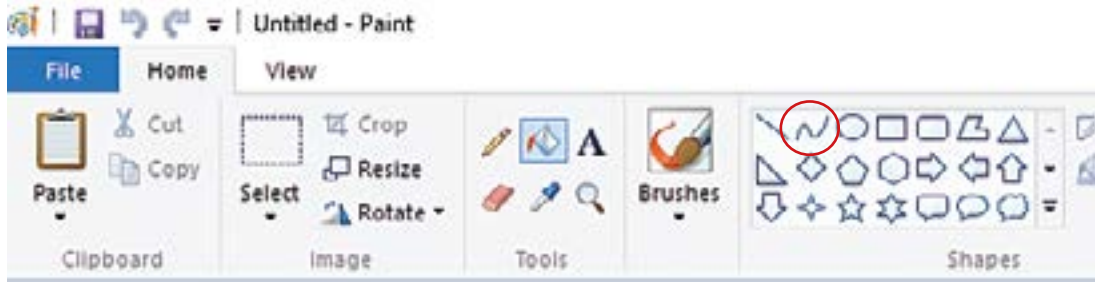 Untitled - Paint
File Home View
Cut
Copy
Paste
Select
Crop
Resize
Rotate
A
Brushes
Clipboard Image Tools Shapes